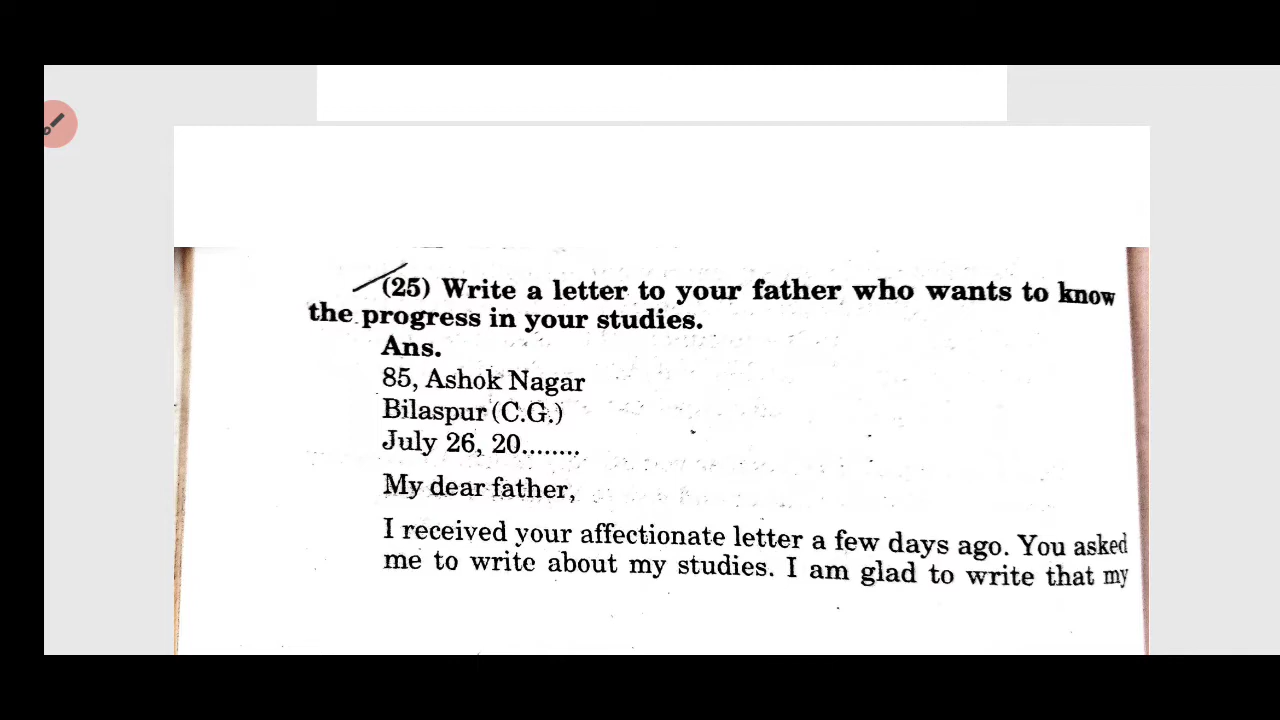 (25) Write a letter to your father who wants to know
the progress in your studies.
Ans.
85, Ashok Nagar
Bilaspur (C.G.)
July 26, 20........
My dear father,
I received your affectionate letter a few days ago. You asked
me to write about my studies. I am glad to write that my